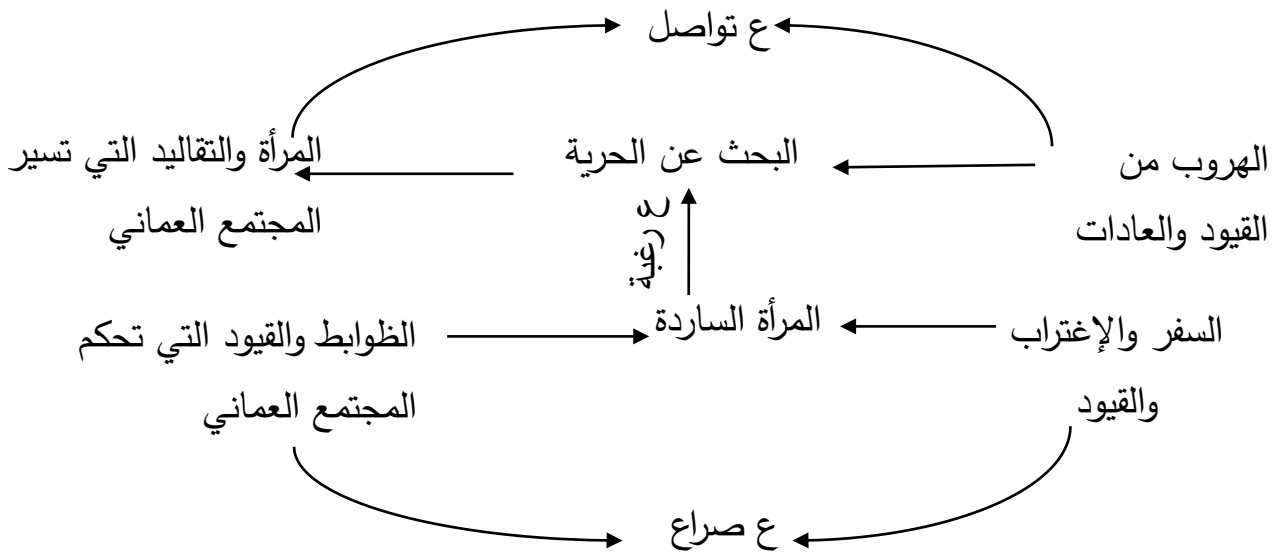 ع تواصل
الهروب من
القيود والعادات
البحث عن الحرية
المرأة والتقاليد التي تسير
المجتمع العماني
ع رغبة
السفر والإغتراب
والقيود
المرأة الساردة
الظوابط والقيود التي تحكم
المجتمع العماني
ع صراع